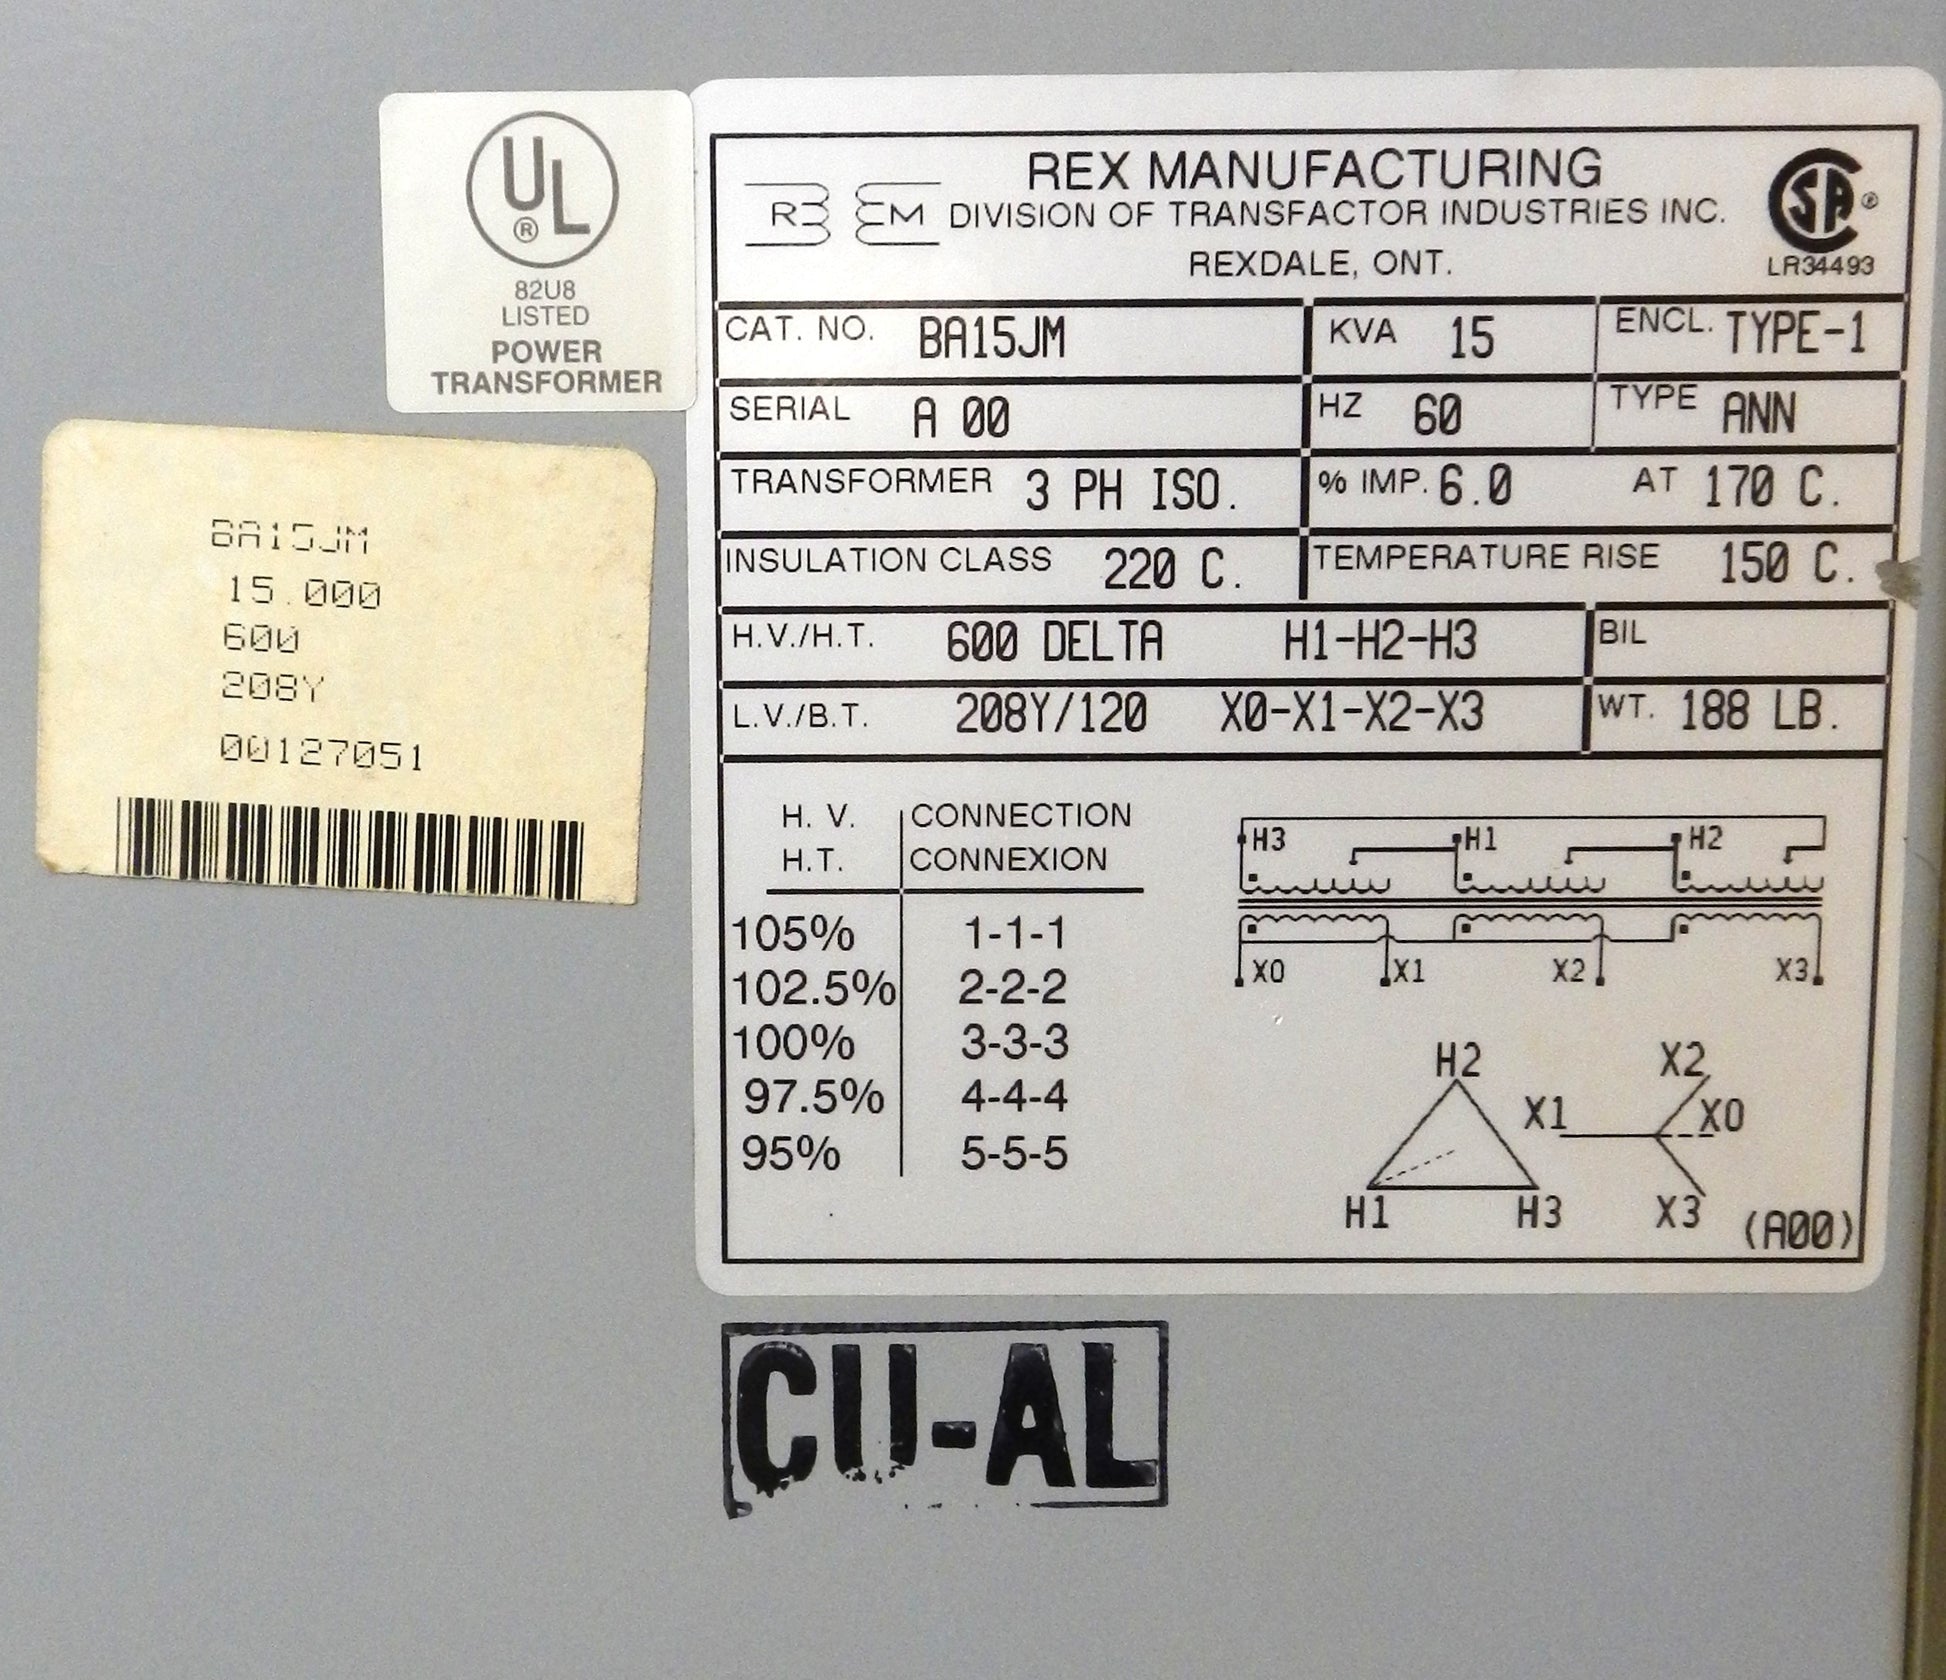 UL
®
82U8
LISTED
POWER
TRANSFORMER
BA15JM
15.000
600
208Y
00127051
R EM
REX MANUFACTURING
DIVISION OF TRANSFACTOR INDUSTRIES INC.
REXDALE, ONT.
SA ®
LR34493
CAT. NO. BA15JM KVA 15 ENCL. TYPE-1
SERIAL A 00 HZ 60 TYPE ANN
TRANSFORMER 3 PH ISO. % IMP. 6.0 AT 170 C.
INSULATION CLASS 220 C. TEMPERATURE RISE 150 C.
H.V./H.T. 600 DELTA H1-H2-H3 BIL
L.V./B.T. 208Y/120 X0-X1-X2-X3 WT. 188 LB.
H. V. CONNECTION
H.T. CONNEXION
105% 1-1-1
102.5% 2-2-2
100% 3-3-3
97.5% 4-4-4
95% 5-5-5
H3 H1 H2
X0 X1 X2 X3
H2
H1 H3
X2
X1 X0
X3
(A00)
CU-AL